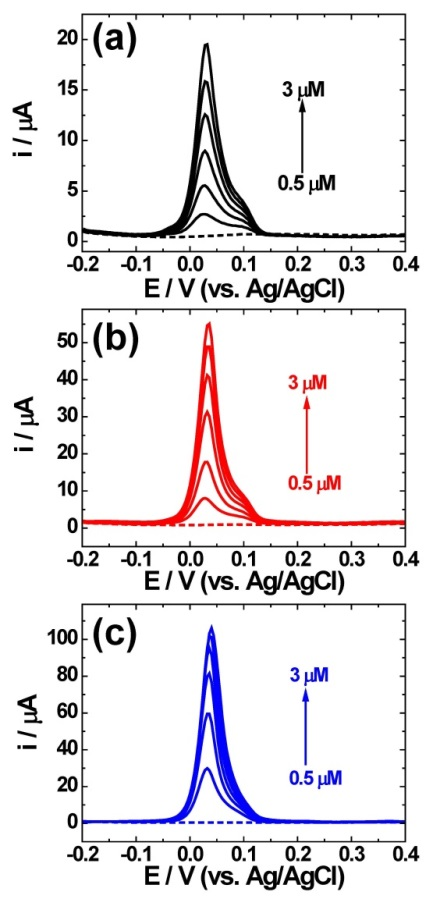 (a)
20
15
10
5
0
i / μA
3 μM
0.5 μM
-0.2 -0.1 0.0 0.1 0.2 0.3 0.4
E / V (vs. Ag/AgCl)
(b)
50
40
30
20
10
0
i / μA
3 μM
0.5 μM
-0.2 -0.1 0.0 0.1 0.2 0.3 0.4
E / V (vs. Ag/AgCl)
(c)
100
80
60
40
20
0
i / μA
3 μM
0.5 μM
-0.2 -0.1 0.0 0.1 0.2 0.3 0.4
E / V (vs. Ag/AgCl)